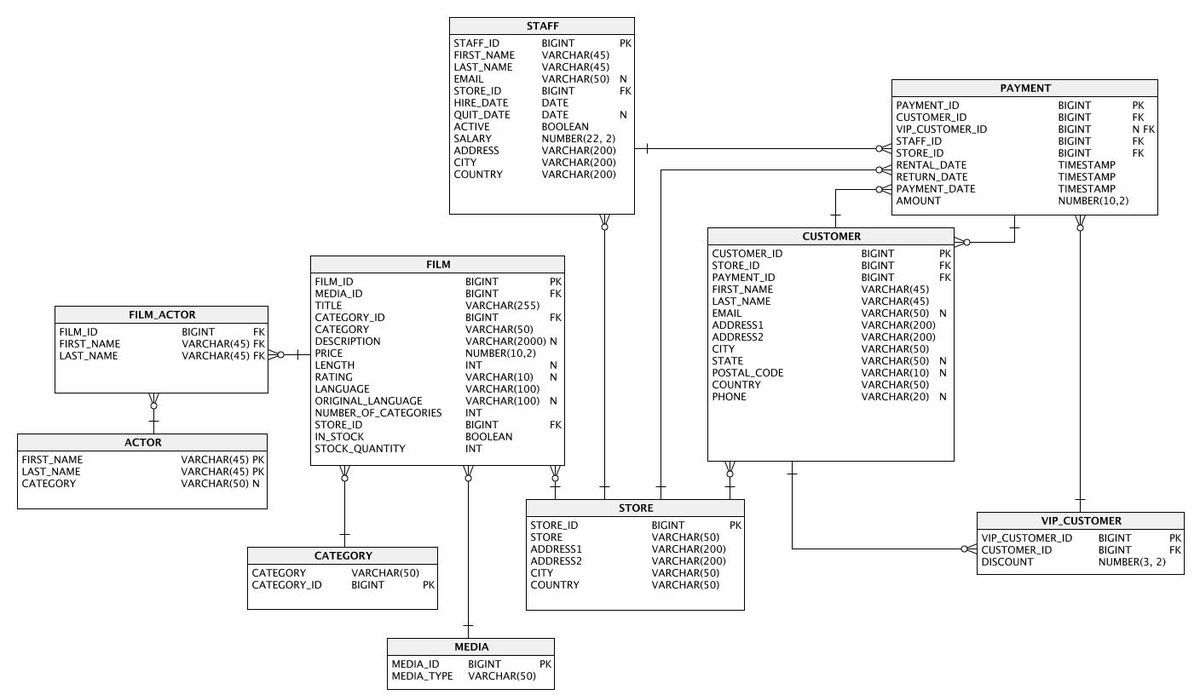 STAFF
STAFF_ID BIGINT PK
FIRST_NAME VARCHAR(45)
LAST_NAME VARCHAR(45)
EMAIL VARCHAR(50) N
STORE_ID BIGINT FK
HIRE_DATE DATE
QUIT_DATE DATE N
ACTIVE BOOLEAN
SALARY NUMBER(22, 2)
ADDRESS VARCHAR(200)
CITY VARCHAR(200)
COUNTRY VARCHAR(200)
PAYMENT
PAYMENT_ID BIGINT PK
CUSTOMER_ID BIGINT FK
VIP_CUSTOMER_ID BIGINT N FK
STAFF_ID BIGINT FK
STORE_ID BIGINT FK
RENTAL_DATE TIMESTAMP
RETURN_DATE TIMESTAMP
PAYMENT_DATE TIMESTAMP
AMOUNT NUMBER(10,2)
CUSTOMER
CUSTOMER_ID BIGINT PK
STORE_ID BIGINT FK
PAYMENT_ID BIGINT FK
FIRST_NAME VARCHAR(45)
LAST_NAME VARCHAR(45)
EMAIL VARCHAR(50) N
ADDRESS1 VARCHAR(200)
ADDRESS2 VARCHAR(200)
CITY VARCHAR(50)
STATE VARCHAR(50) N
POSTAL_CODE VARCHAR(10) N
COUNTRY VARCHAR(50)
PHONE VARCHAR(20) N
FILM
FILM_ID BIGINT PK
MEDIA_ID BIGINT FK
TITLE VARCHAR(255)
CATEGORY_ID BIGINT FK
CATEGORY VARCHAR(50)
DESCRIPTION VARCHAR(2000) N
PRICE NUMBER(10,2)
LENGTH INT N
RATING VARCHAR(10) N
LANGUAGE VARCHAR(100)
ORIGINAL_LANGUAGE VARCHAR(100) N
NUMBER_OF_CATEGORIES INT
STORE_ID BIGINT FK
IN_STOCK BOOLEAN
STOCK_QUANTITY INT
FILM_ACTOR
FILM_ID BIGINT FK
FIRST_NAME VARCHAR(45) FK
LAST_NAME VARCHAR(45) FK
ACTOR
FIRST_NAME VARCHAR(45) PK
LAST_NAME VARCHAR(45) PK
CATEGORY VARCHAR(50) N
STORE
STORE_ID BIGINT PK
STORE VARCHAR(50)
ADDRESS1 VARCHAR(200)
ADDRESS2 VARCHAR(200)
CITY VARCHAR(50)
COUNTRY VARCHAR(50)
VIP_CUSTOMER
VIP_CUSTOMER_ID BIGINT PK
CUSTOMER_ID BIGINT FK
DISCOUNT NUMBER(3, 2)
CATEGORY
CATEGORY VARCHAR(50)
CATEGORY_ID BIGINT PK
MEDIA
MEDIA_ID BIGINT PK
MEDIA_TYPE VARCHAR(50)